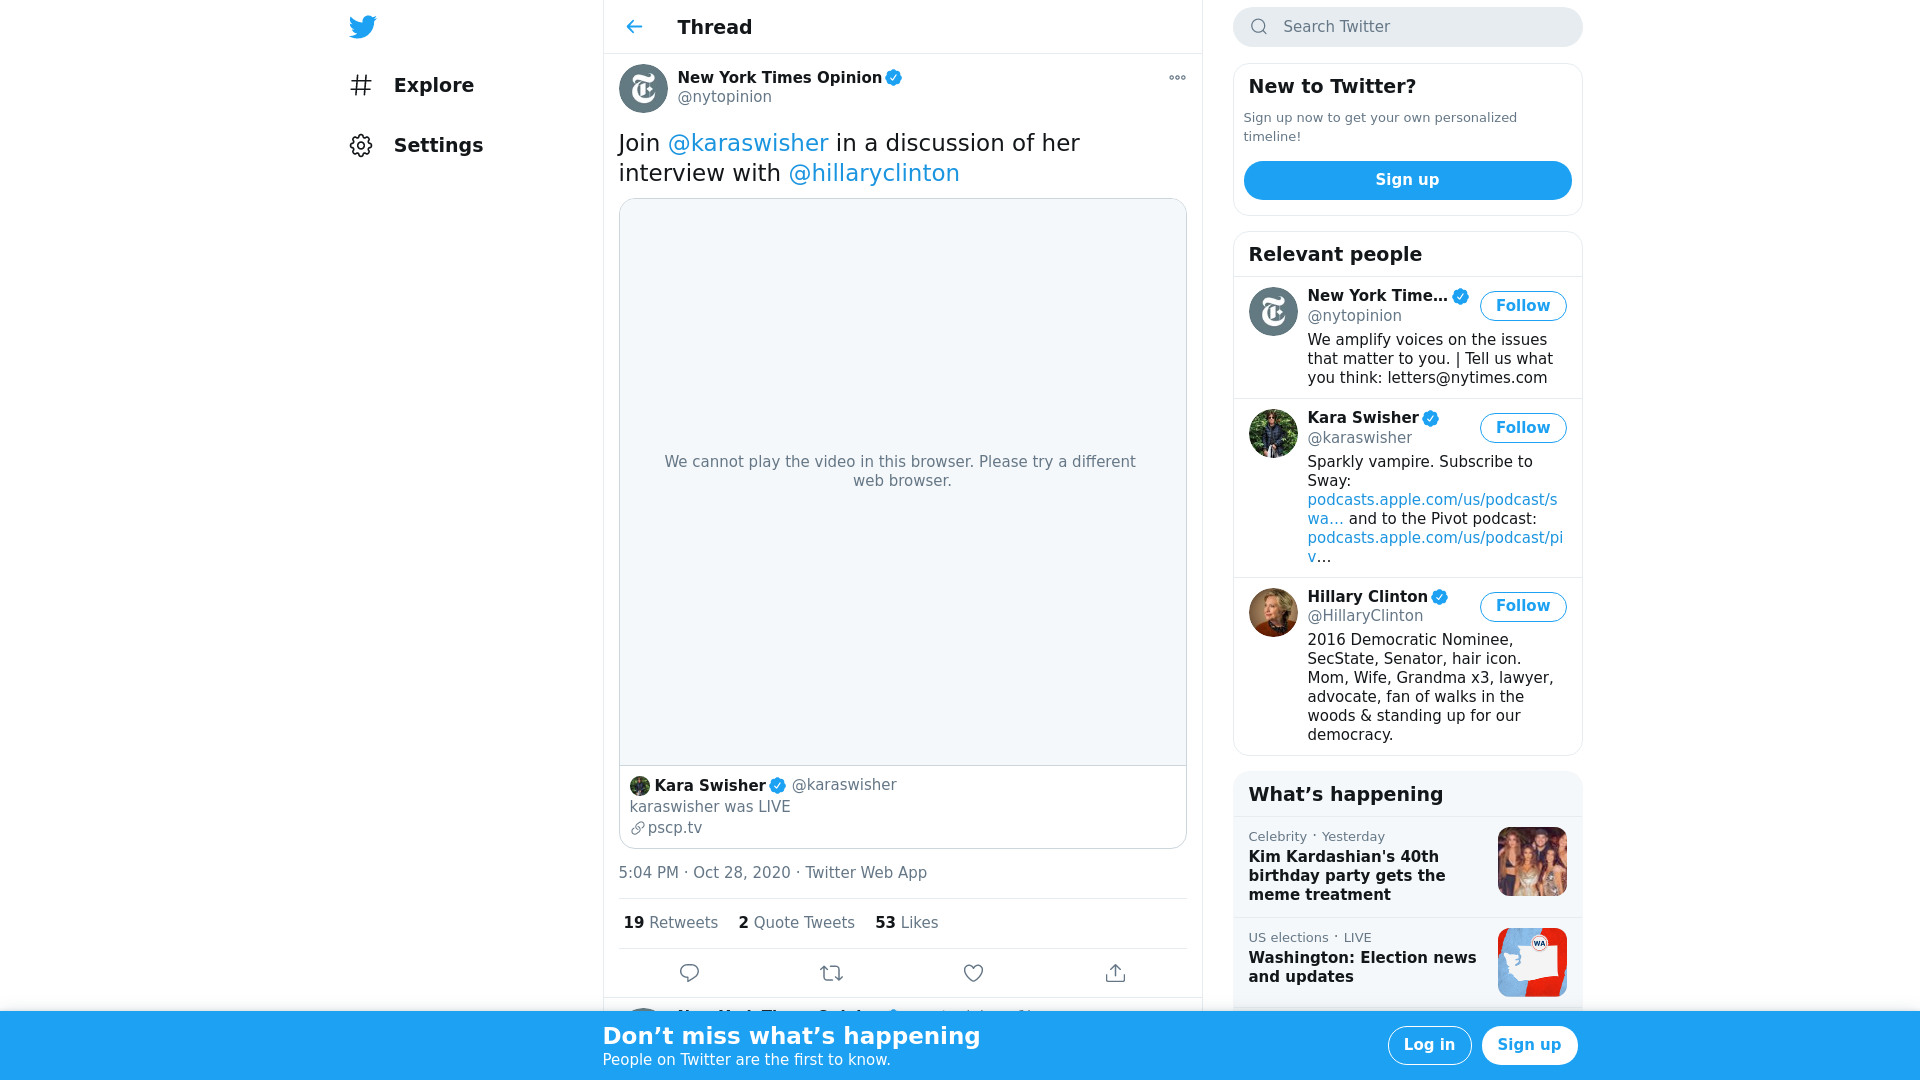 Explore
Settings
Thread
New York Times Opinion
@nytopinion
Join @karaswisher in a discussion of her
interview with @hillaryclinton
We cannot play the video in this browser. Please try a different
web browser.
Kara Swisher @karaswisher
karaswisher was LIVE
pscp.tv
5:04 PM · Oct 28, 2020 · Twitter Web App
19 Retweets 2 Quote Tweets 53 Likes
Search Twitter
New to Twitter?
Sign up now to get your own personalized
timeline!
Sign up
Relevant people
New York Time...
@nytopinion
Follow
We amplify voices on the issues
that matter to you. | Tell us what
you think: letters@nytimes.com
Kara Swisher
@karaswisher
Follow
Sparkly vampire. Subscribe to
Sway:
podcasts.apple.com/us/podcast/s
wa... and to the Pivot podcast:
podcasts.apple.com/us/podcast/pi
v...
Hillary Clinton
@HillaryClinton
Follow
2016 Democratic Nominee,
SecState, Senator, hair icon.
Mom, Wife, Grandma x3, lawyer,
advocate, fan of walks in the
woods & standing up for our
democracy.
What's happening
Celebrity · Yesterday
Kim Kardashian's 40th
birthday party gets the
meme treatment
US elections · LIVE
Washington: Election news
and updates
WA
Don't miss what's happening
People on Twitter are the first to know.
Log in
Sign up